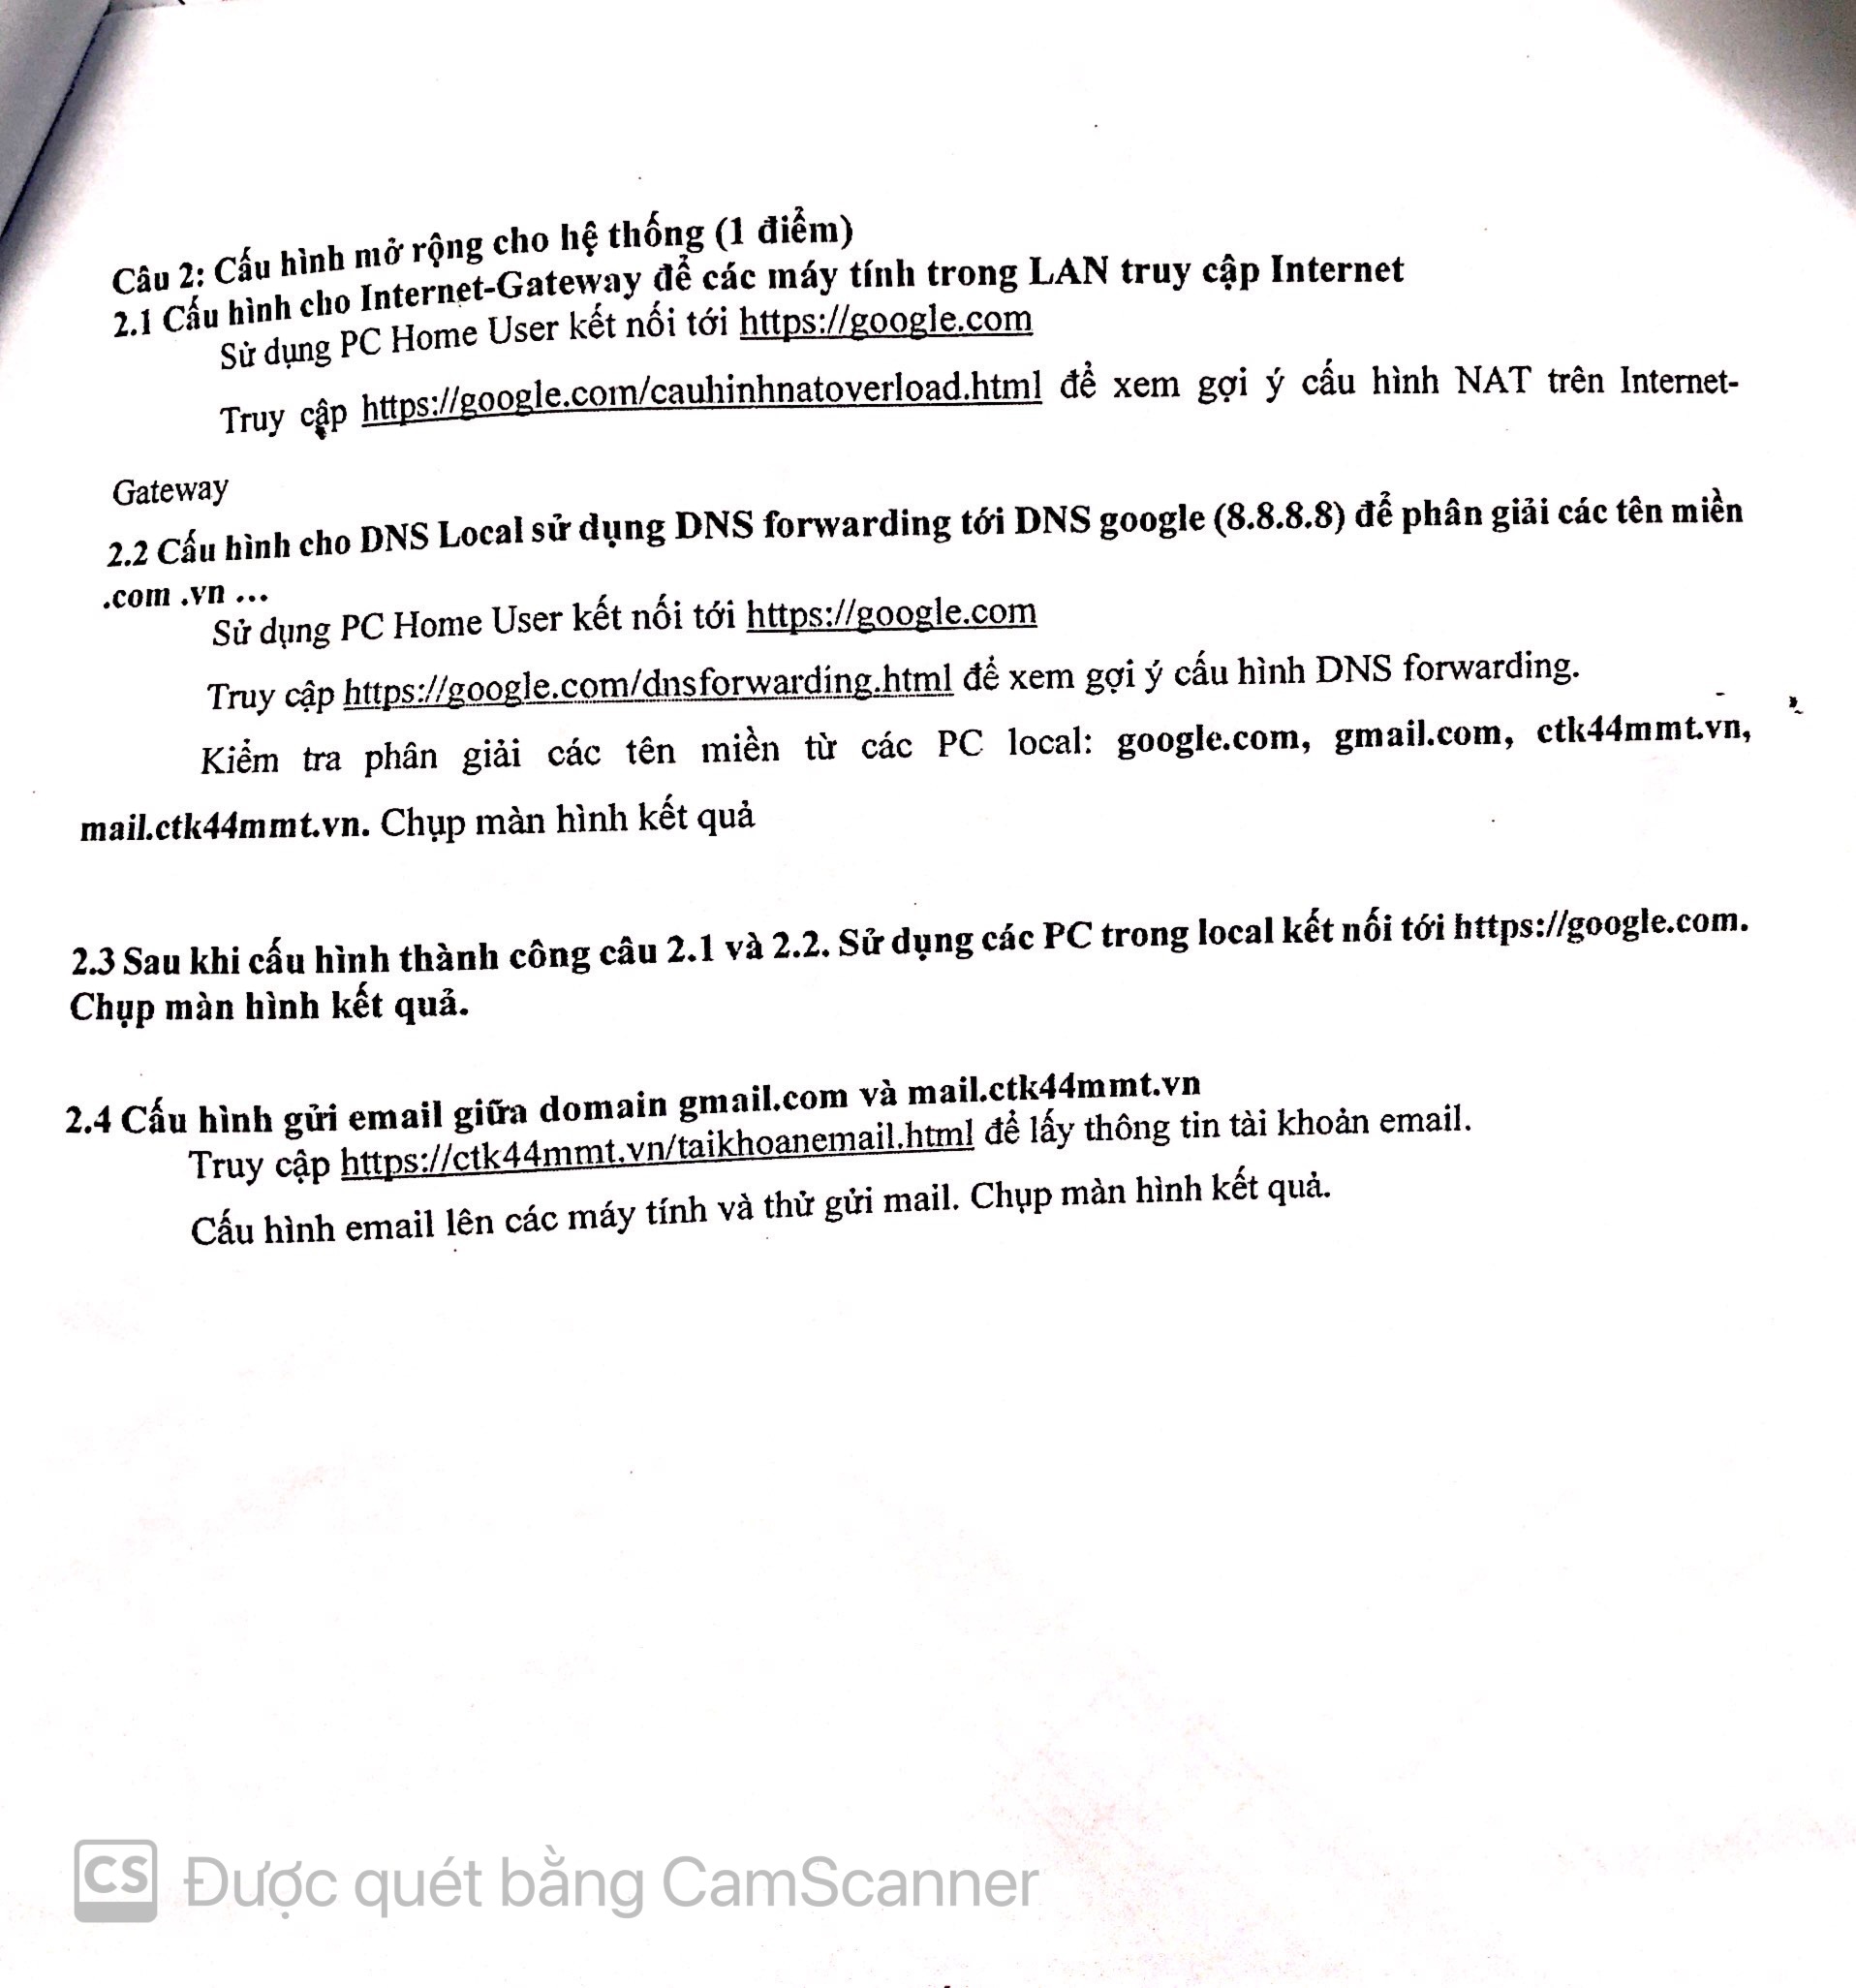 Câu 2: Cấu hình mở rộng cho hệ thống (1 điểm)
2.1 Cấu hình cho Internet-Gateway để các máy tính trong LAN truy cập Internet
Sử dụng PC Home User kết nối tới https://google.com
Truy cập https://google.com/cauhinhnatoverload.html để xem gợi ý cấu hình NAT trên Internet-
Gateway
2.2 Cấu hình cho DNS Local sử dụng DNS forwarding tới DNS google (8.8.8.8) để phân giải các tên miền
.com .vn ...
Sử dụng PC Home User kết nối tới https://google.com
Truy cập https://google.com/dnsforwarding.html để xem gợi ý cấu hình DNS forwarding.
Kiểm tra phân giải các tên miền từ các PC local: google.com, gmail.com, ctk44mmt.vn,
mail.ctk44mmt.vn. Chụp màn hình kết quả
2.3 Sau khi cấu hình thành công câu 2.1 và 2.2. Sử dụng các PC trong local kết nối tới https://google.com.
Chụp màn hình kết quả.
2.4 Cấu hình gửi email giữa domain gmail.com và mail.ctk44mmt.vn
Truy cập https://ctk44mmt.vn/taikhoanemail.html để lấy thông tin tài khoản email.
Cấu hình email lên các máy tính và thử gửi mail. Chụp màn hình kết quả.
CS Được quét bằng CamScanner